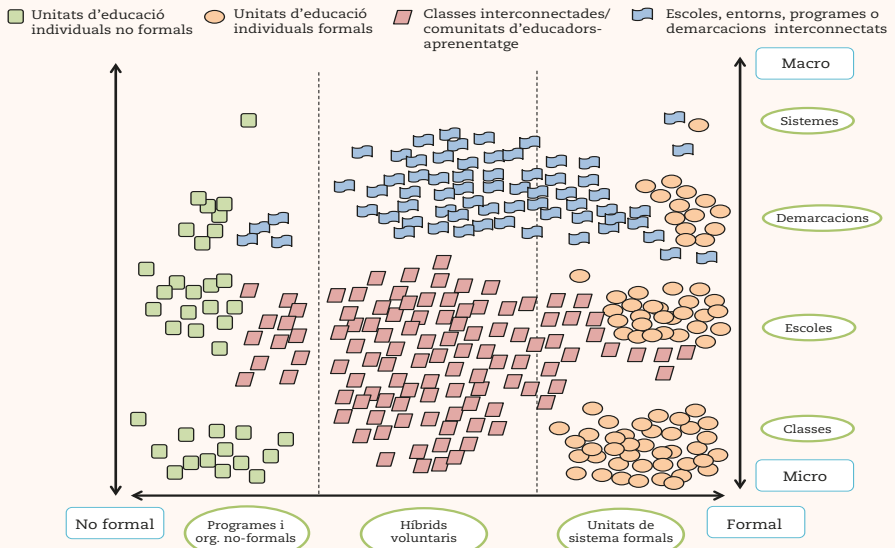 Unitats d'educació
individuals no formals
Unitats d'educació
individuals formals
Classes interconnectades/
comunitats d'educadors-
aprenentatge
Escoles, entorns, programes o
demarcacions interconnectats
Macro
Sistemes
Demarcacions
Escoles
Classes
Micro
No formal
Programes i
org. no-formals
Híbrids
voluntaris
Unitats de
sistema formals
Formal